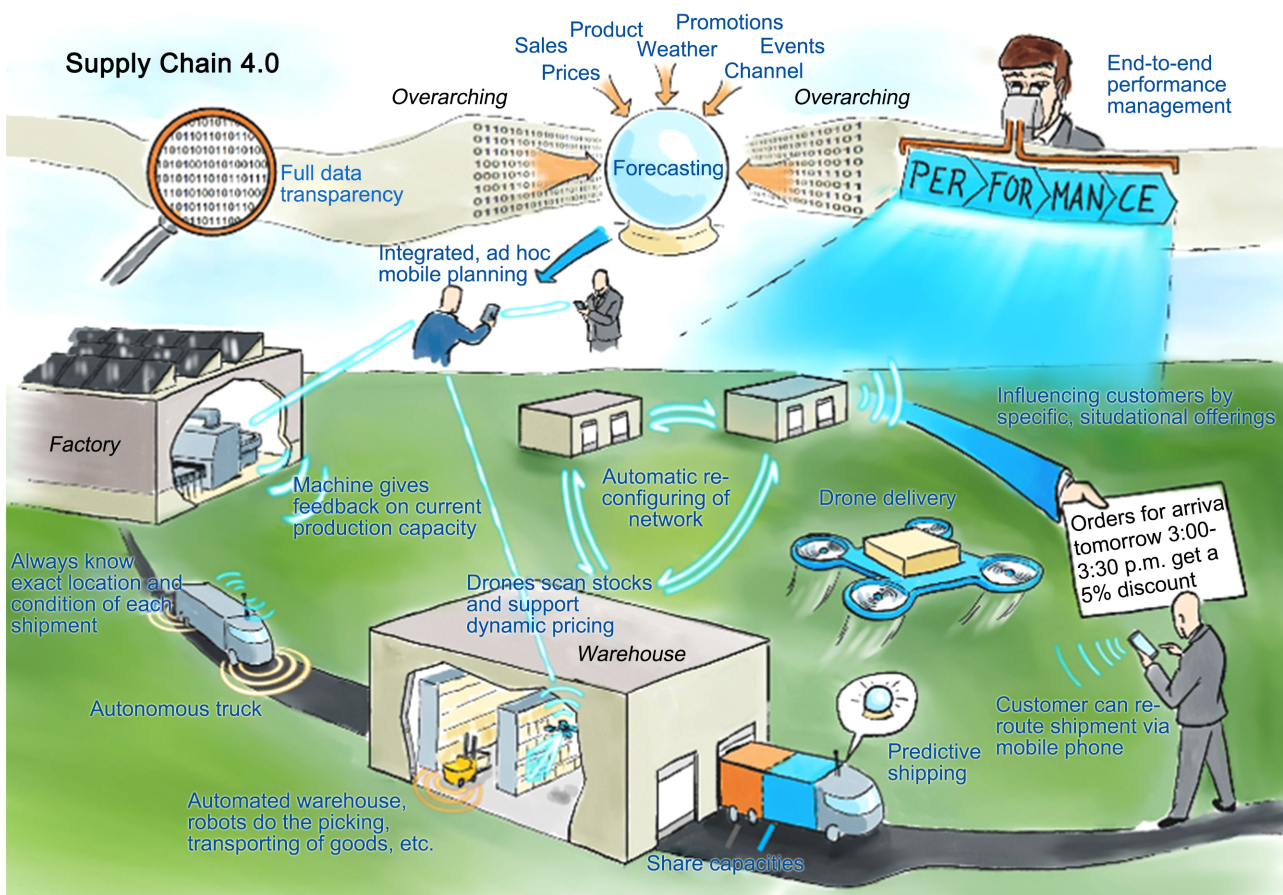 Supply Chain 4.0
Sales
Product
Promotions
Prices
Weather
Events
Channel
Overarching
Overarching
End-to-end
performance
management
Full data
transparency
Forecasting
PERFORMANCE
Integrated, ad hoc
mobile planning
Factory
Machine gives
feedback on current
production capacity
Automatic re-
configuring of
network
Influencing customers by
specific, situdational offerings
Drone delivery
Orders for arriva
tomorrow 3:00-
3:30 p.m. get a
5% discount
Always know
exact location and
condition of each
shipment
Autonomous truck
Drones scan stocks
and support
dynamic pricing
Warehouse
Automated warehouse,
robots do the picking,
transporting of goods, etc.
Predictive
shipping
Share capacities
Customer can re-
route shipment via
mobile phone